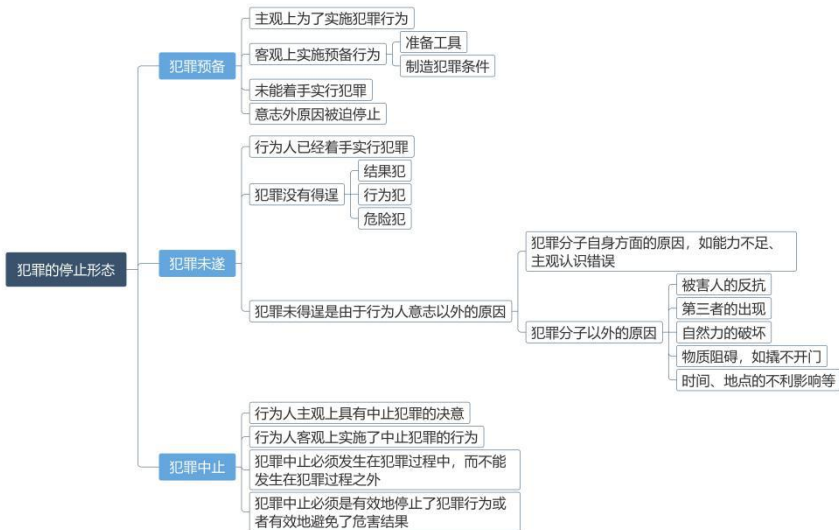 犯罪的停止形态
犯罪预备
主观上为了实施犯罪行为
客观上实施预备行为
准备工具
制造犯罪条件
未能着手实行犯罪
意志外原因被迫停止
犯罪未遂
行为人已经着手实行犯罪
犯罪没有得逞
结果犯
行为犯
危险犯
犯罪未得逞是由于行为人意志以外的原因
犯罪分子自身方面的原因，如能力不足、
主观认识错误
犯罪分子以外的原因
被害人的反抗
第三者的出现
自然力的破坏
物质阻碍，如撬不开门
时间、地点的不利影响等
犯罪中止
行为人主观上具有中止犯罪的决意
行为人客观上实施了中止犯罪的行为
犯罪中止必须发生在犯罪过程中，而不能
发生在犯罪过程之外
犯罪中止必须是有效地停止了犯罪行为或
者有效地避免了危害结果